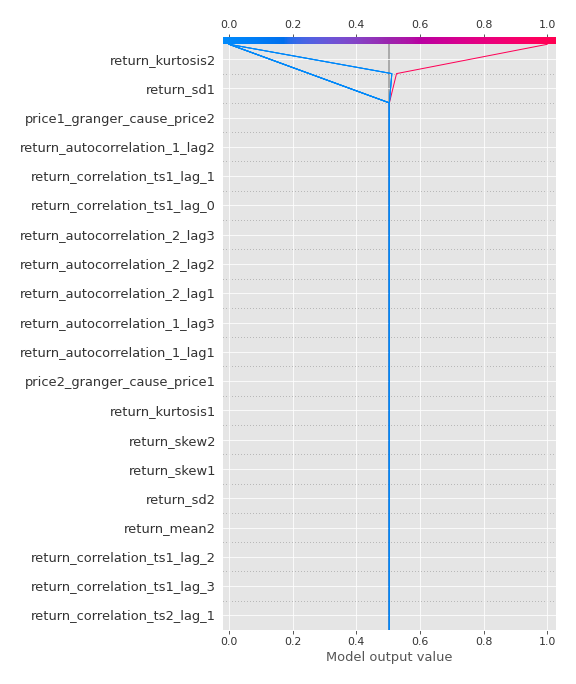 0.0 0.2 0.4 0.6 0.8 1.0
return_kurtosis2
return_sd1
price1_granger_cause_price2
return_autocorrelation_1_lag2
return_correlation_ts1_lag_1
return_correlation_ts1_lag_0
return_autocorrelation_2_lag3
return_autocorrelation_2_lag2
return_autocorrelation_2_lag1
return_autocorrelation_1_lag3
return_autocorrelation_1_lag1
price2_granger_cause_price1
return_kurtosis1
return_skew2
return_skew1
return_sd2
return_mean2
return_correlation_ts1_lag_2
return_correlation_ts1_lag_3
return_correlation_ts2_lag_1
0.0 0.2 0.4 0.6 0.8 1.0
Model output value